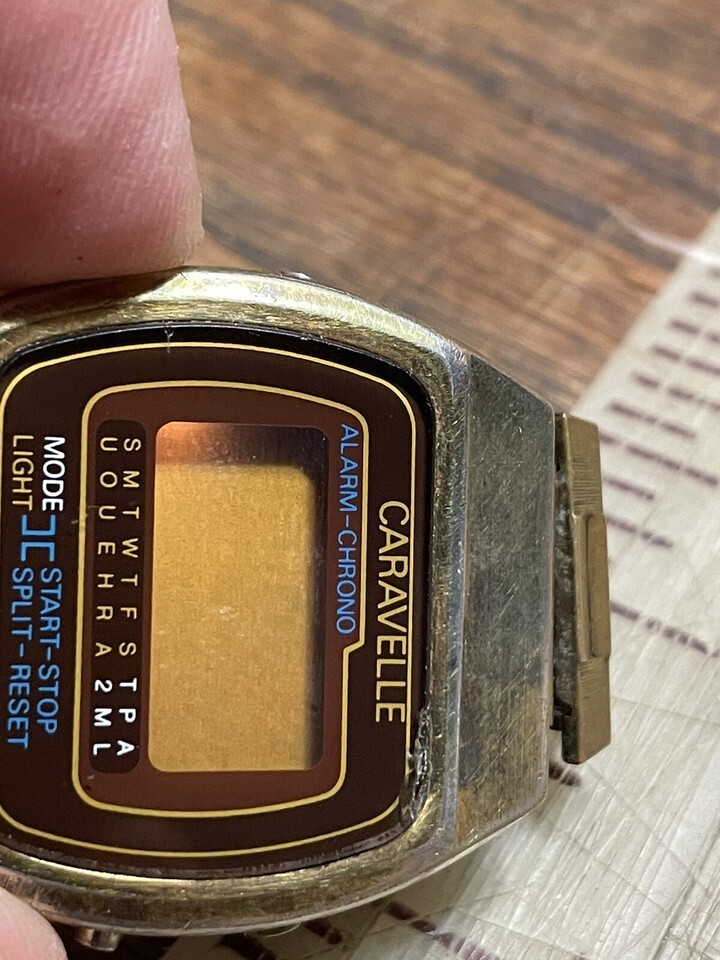 CARAVELLE
ALARM-CHRONO
S M T W T F S T P A
U O U E H R A 2 M L
MODE START-STOP
LIGHT SPLIT-RESET